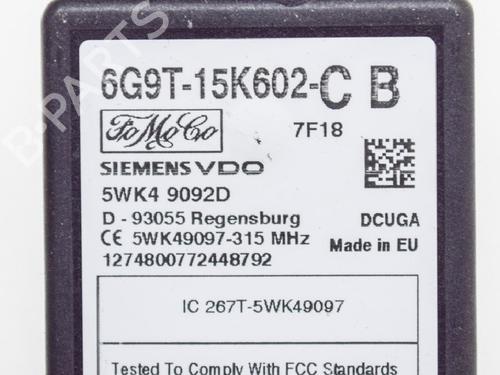 6G9T-15K602-C B
FoMoCo
7F18
SIEMENS VDO
5WK4 9092D
D - 93055 Regensburg
DCUGA
CE 5WK49097-315 MHz
Made in EU
1274800772448792
IC 267T-5WK49097
Tested To Comply With FCC Standards
B-PARTS